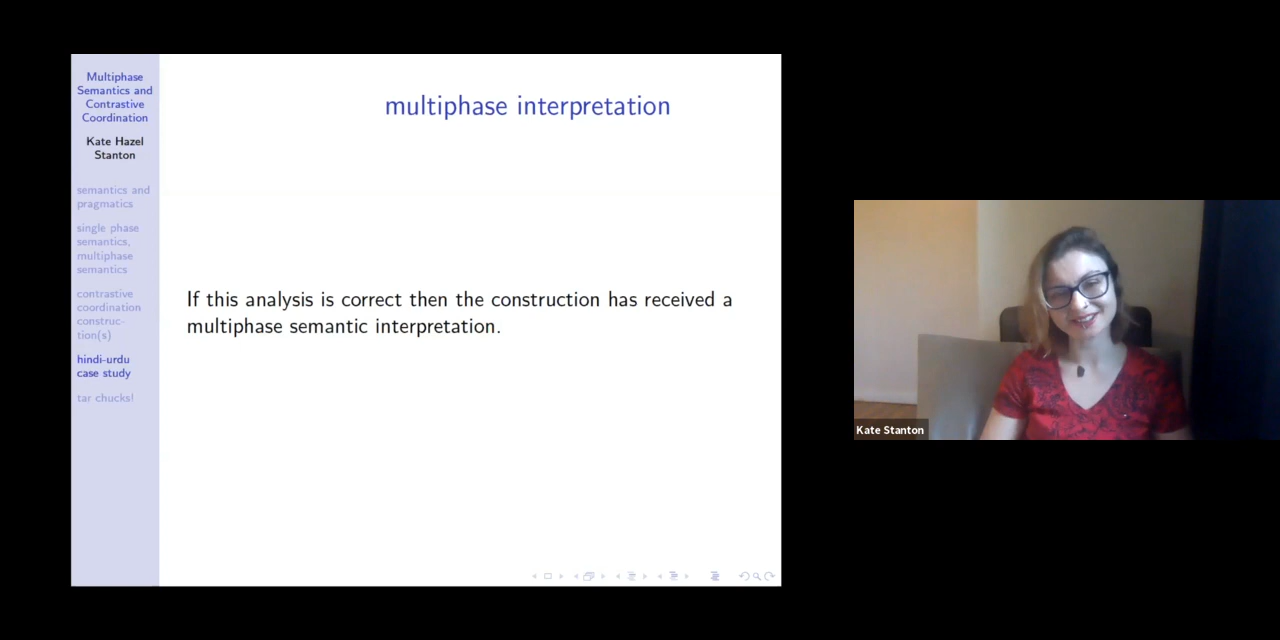 Multiphase
Semantics and
Contrastive
Coordination
Kate Hazel
Stanton
semantics and
pragmatics
single phase
semantics,
multiphase
semantics
contrastive
coordination
construc-
tion(s)
hindi-urdu
case study
tar chucks!
multiphase interpretation
If this analysis is correct then the construction has received a
multiphase semantic interpretation.
Kate Stanton